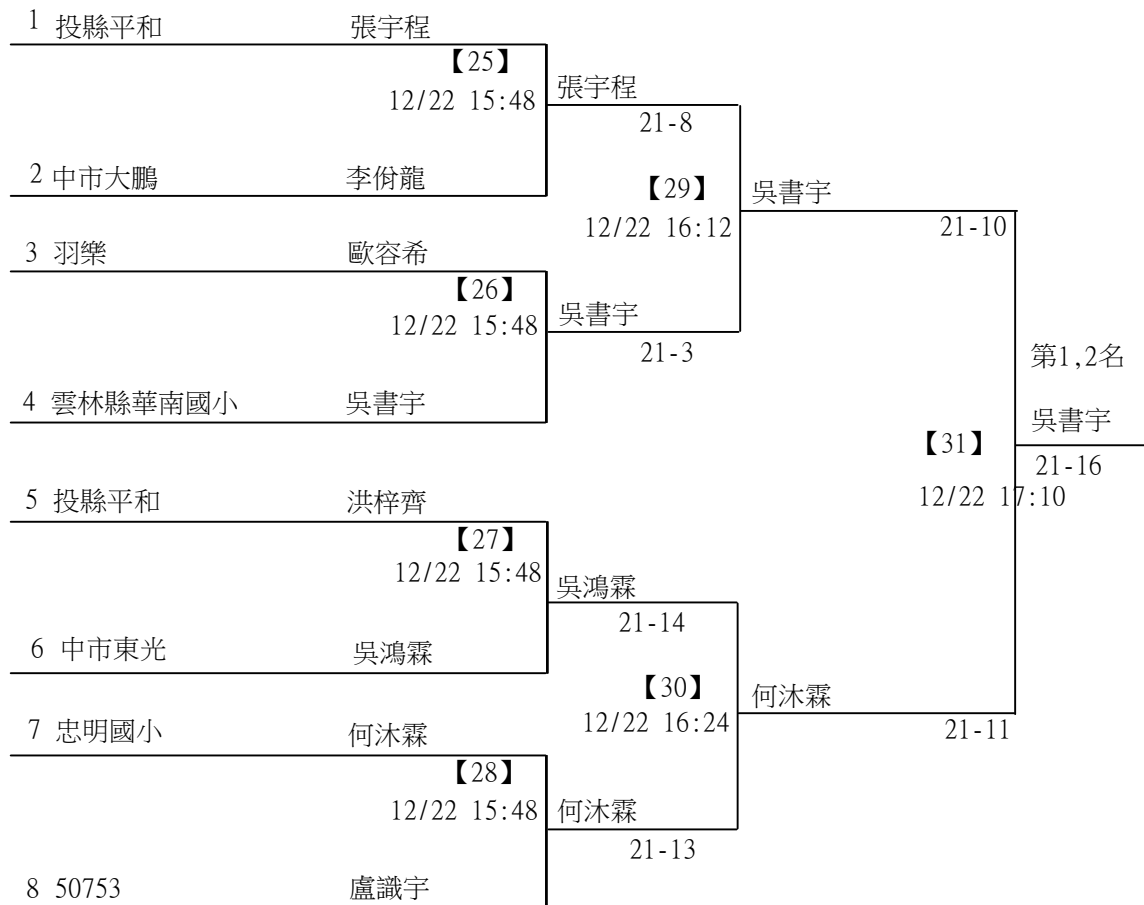 1 投縣平和 張宇程
【25】
12/22 15:48
張宇程
21-8
2 中市大鵬 李佾龍
【29】
12/22 16:12
吳書宇
21-10
3 羽樂 歐容希
【26】
12/22 15:48
吳書宇
21-3
4 雲林縣華南國小 吳書宇
第1,2名
吳書宇
【31】
21-16
12/22 17:10
5 投縣平和 洪梓齊
【27】
12/22 15:48
吳鴻霖
21-14
6 中市東光 吳鴻霖
【30】
12/22 16:24
何沐霖
21-11
7 忠明國小 何沐霖
【28】
12/22 15:48
何沐霖
21-13
8 50753 盧識宇